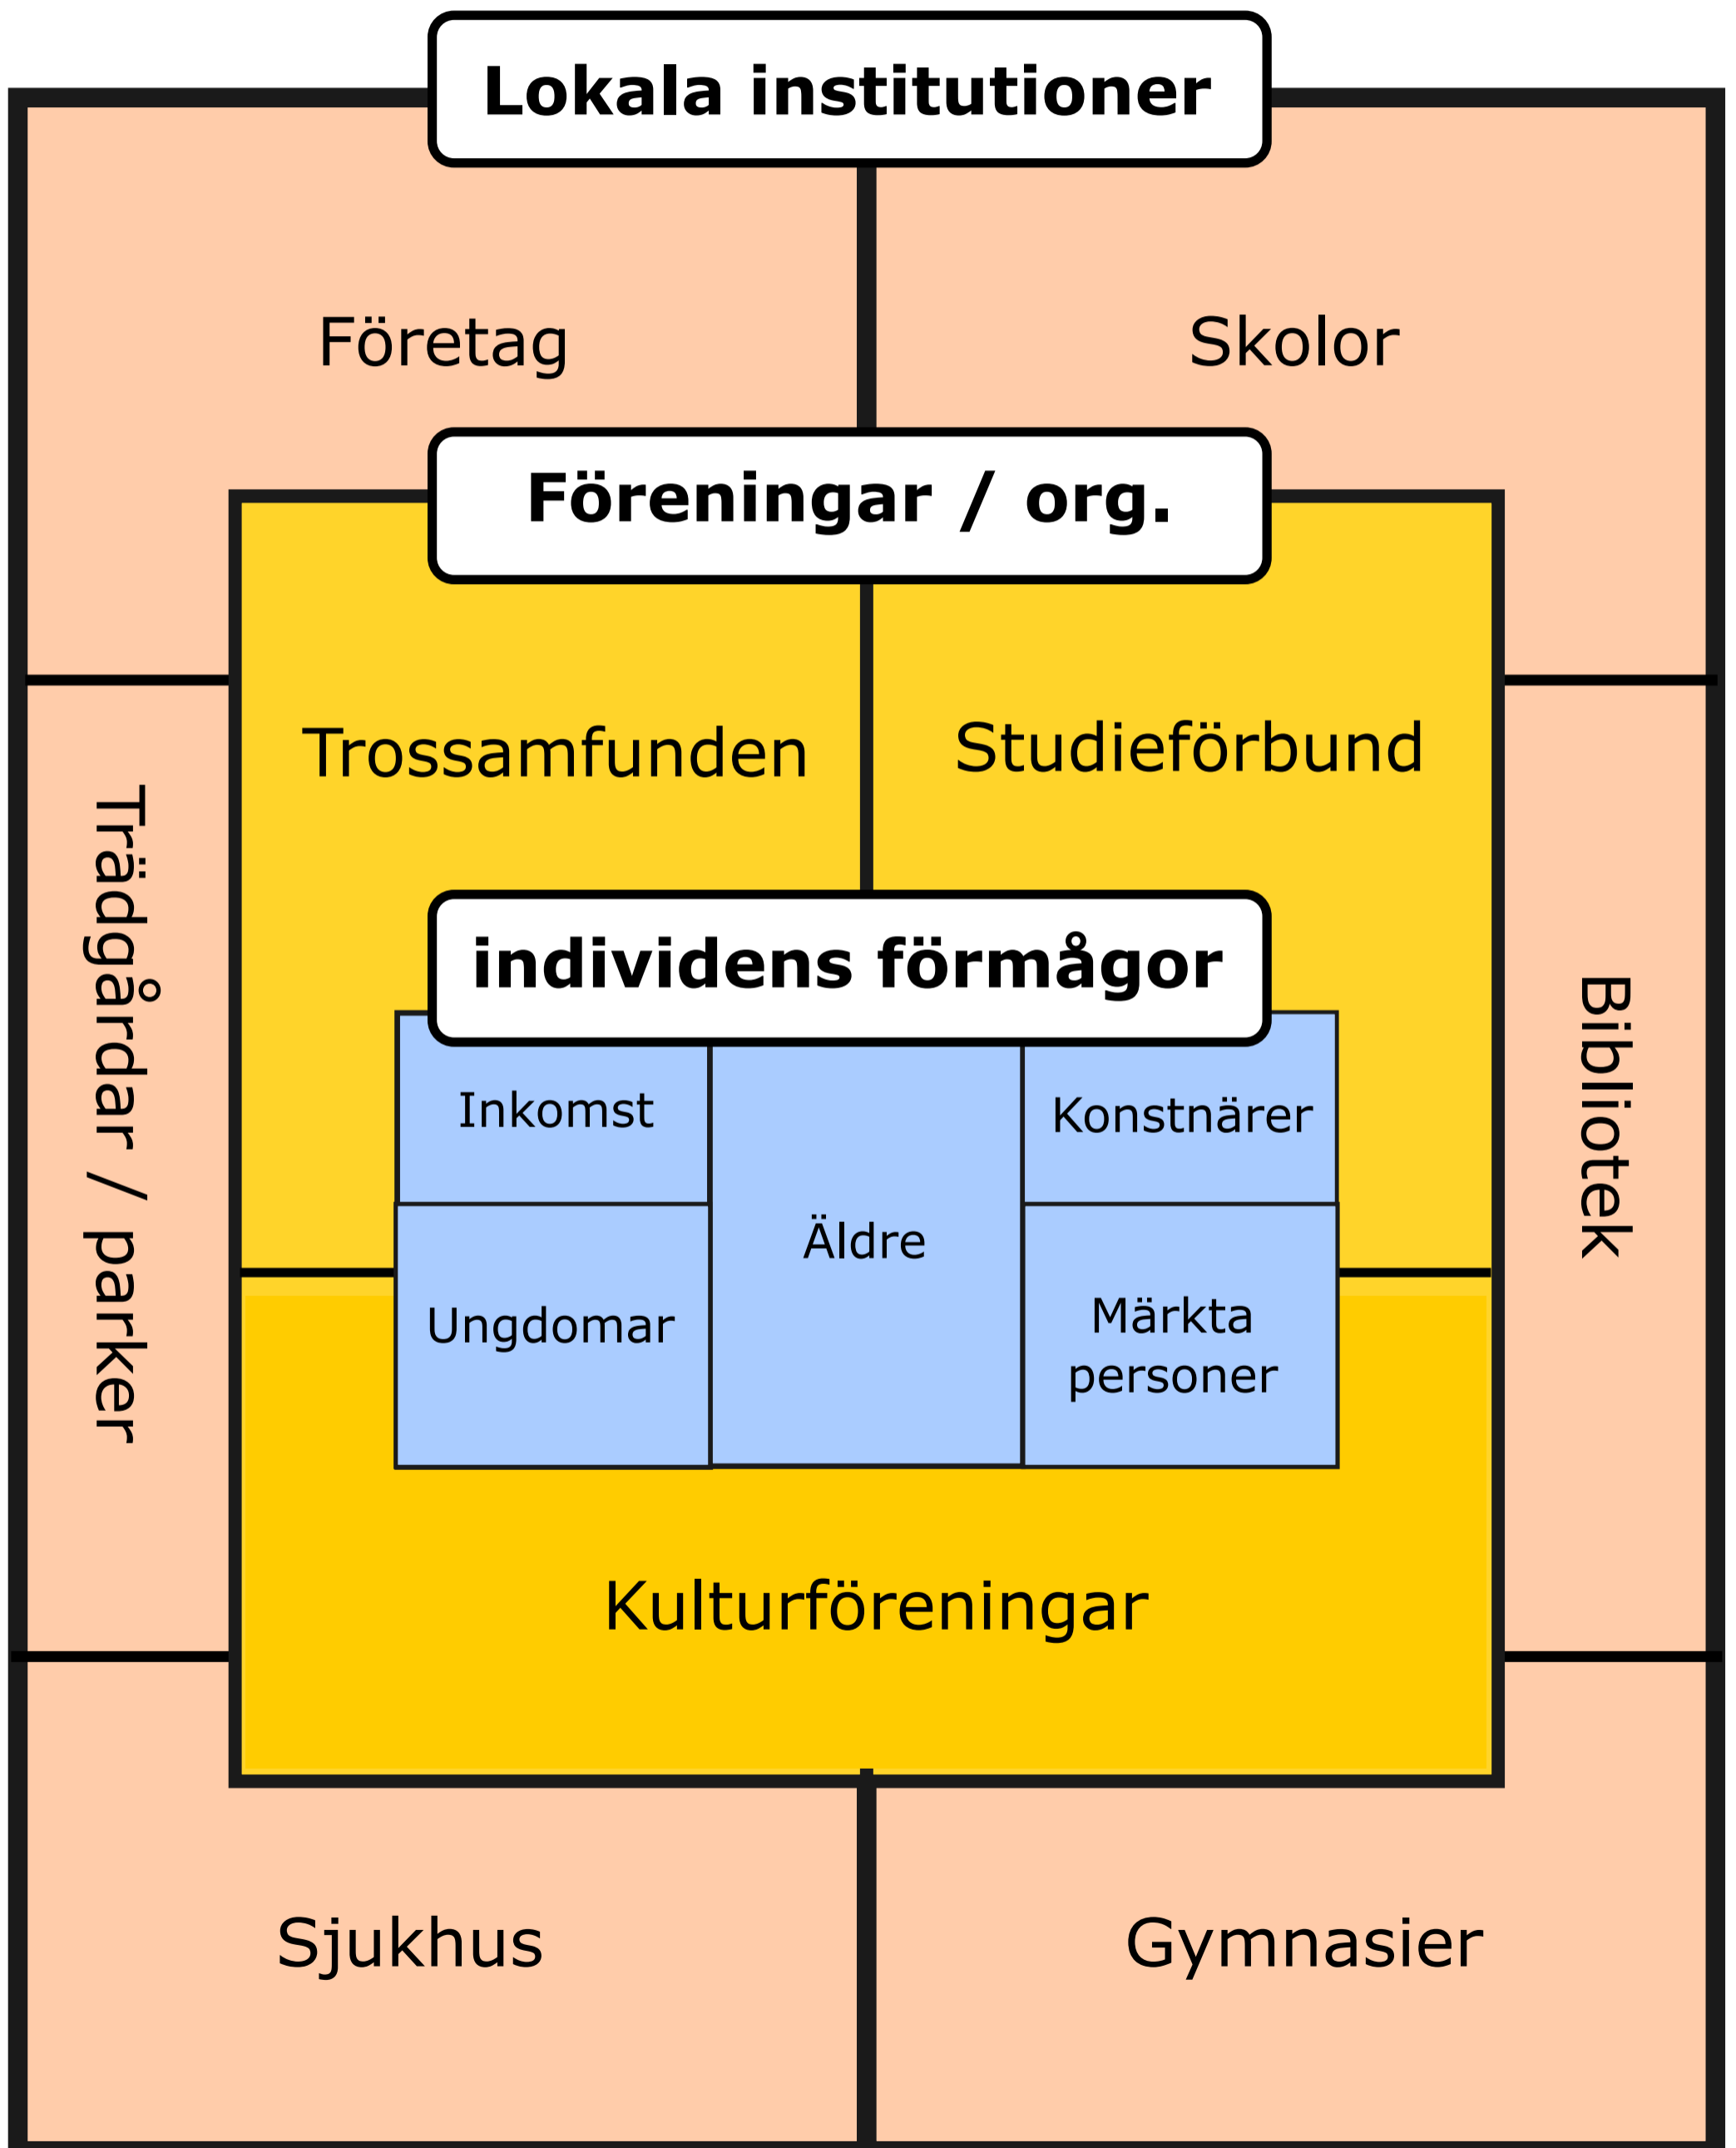 Lokala institutioner
Företag
Skolor
Föreningar / org.
Trossamfunden
Studieförbund
Trädgårdar / parker
Bibliotek
individens förmågor
Inkomst
Konstnärer
Äldre
Ungdomar
Märkta
personer
Kulturföreningar
Sjukhus
Gymnasier